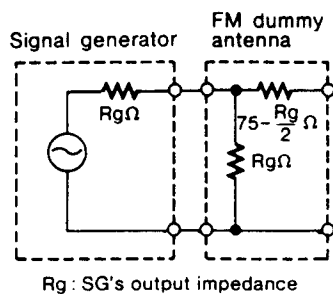 Signal generator
FM dummy
antenna
RgΩ
75-Rg/2 Ω
RgΩ
Rg : SG's output impedance